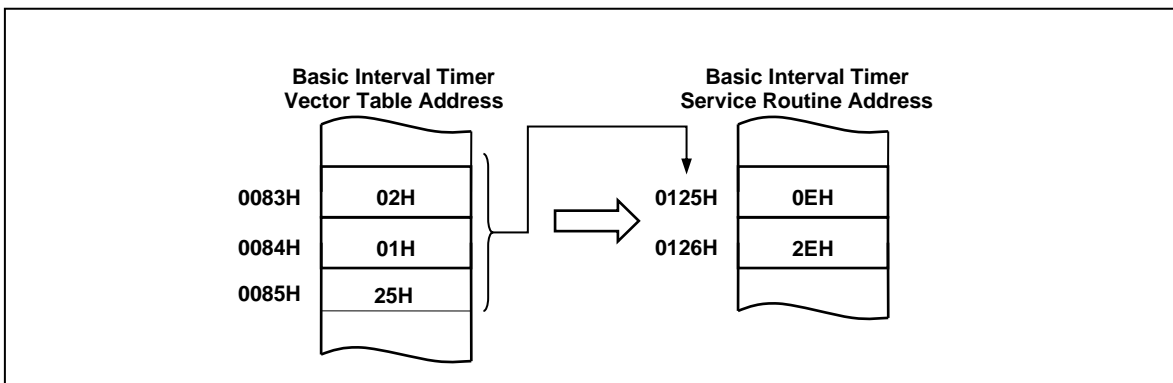 Basic Interval Timer
Vector Table Address
0083H 02H
0084H 01H
0085H 25H
Basic Interval Timer
Service Routine Address
0125H 0EH
0126H 2EH